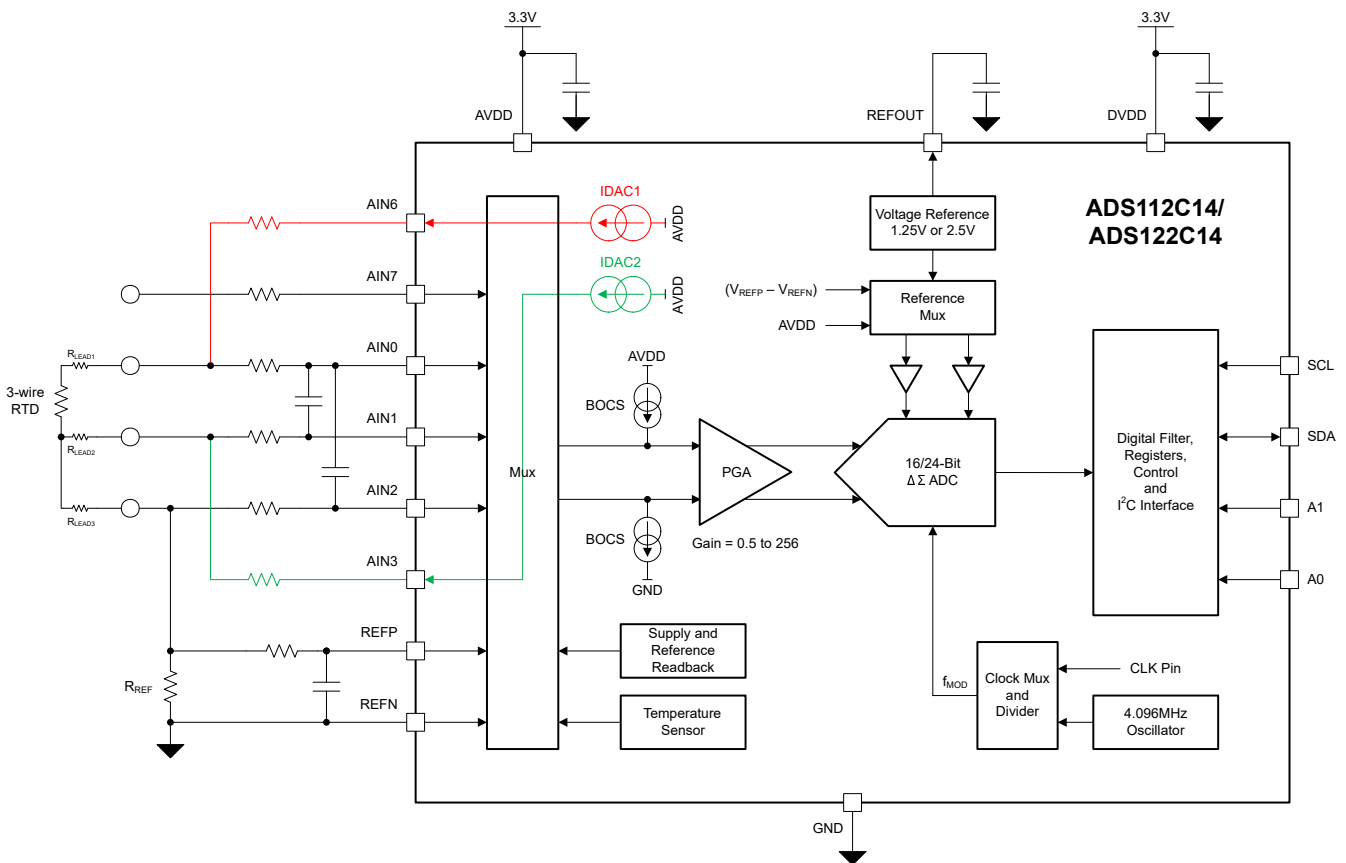 3.3V
3.3V
AVDD
REFOUT
DVDD
AIN6
IDAC1
AVDD
Voltage Reference
1.25V or 2.5V
ADS112C14/
ADS122C14
AIN7
IDAC2
AVDD
(VREFP – VREFN)
Reference
Mux
AVDD
RLEAD1
AIN0
AVDD
SCL
3-wire
RTD
BOCS
AIN1
RLEAD2
Mux
PGA
16/24-Bit
Δ Σ ADC
Digital Filter,
Registers,
Control
and
I²C Interface
SDA
AIN2
RLEAD3
BOCS
Gain = 0.5 to 256
A1
AIN3
GND
A0
REFP
Supply and
Reference
Readback
RREF
REFN
Temperature
Sensor
fMOD
Clock Mux
and
Divider
CLK Pin
4.096MHz
Oscillator
GND